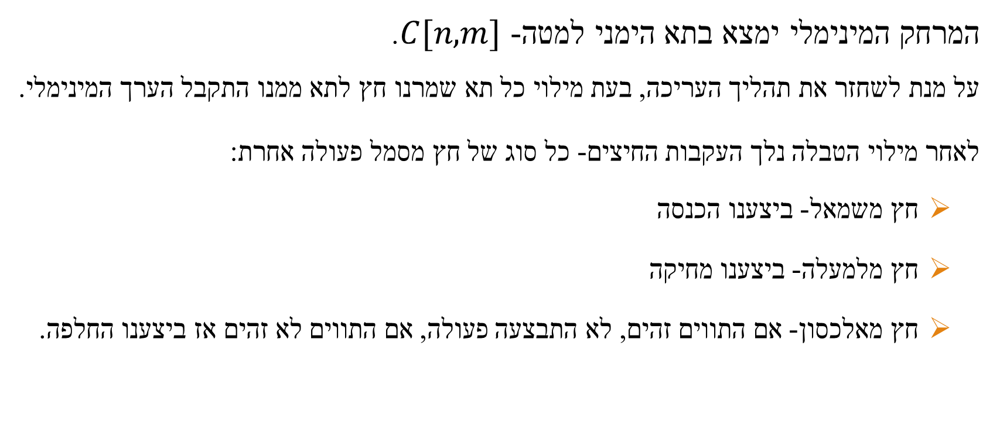 המרחק המינימלי ימצא בתא הימני למטה- C[n,m].
על מנת לשחזר את תהליך העריכה, בעת מילוי כל תא שמרנו חץ לתא ממנו התקבל הערך המינימלי.
לאחר מילוי הטבלה נלך העקבות החיצים- כל סוג של חץ מסמל פעולה אחרת:
חץ משמאל- ביצענו הכנסה
חץ מלמעלה- ביצענו מחיקה
חץ מאלכסון- אם התווים זהים, לא התבצעה פעולה, אם התווים לא זהים אז ביצענו החלפה.